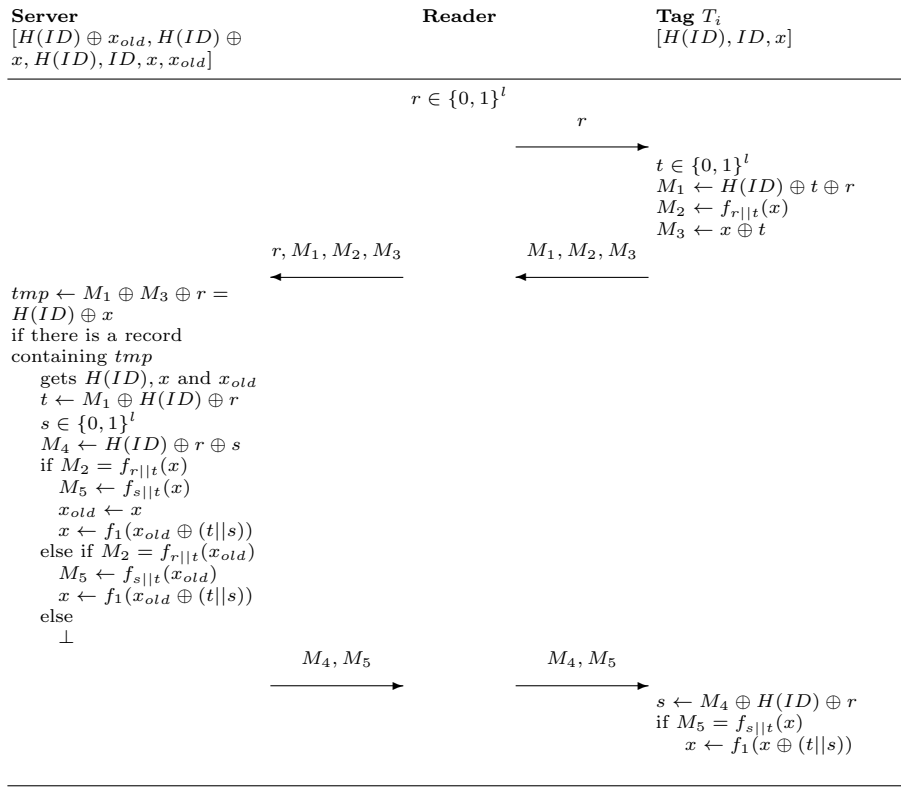 Server Reader Tag T_i
[H(ID) ⊕ x_old, H(ID) ⊕ [H(ID), ID, x]
x, H(ID), ID, x, x_old]
r ∈ {0, 1}^l
r
t ∈ {0, 1}^l
M_1 ← H(ID) ⊕ t ⊕ r
M_2 ← f_{r||t}(x)
M_3 ← x ⊕ t
r, M_1, M_2, M_3 M_1, M_2, M_3
tmp ← M_1 ⊕ M_3 ⊕ r =
H(ID) ⊕ x
if there is a record
containing tmp
gets H(ID), x and x_old
t ← M_1 ⊕ H(ID) ⊕ r
s ∈ {0, 1}^l
M_4 ← H(ID) ⊕ r ⊕ s
if M_2 = f_{r||t}(x)
M_5 ← f_{s||t}(x)
x_old ← x
x ← f_1(x_old ⊕ (t||s))
else if M_2 = f_{r||t}(x_old)
M_5 ← f_{s||t}(x_old)
x ← f_1(x_old ⊕ (t||s))
else
⊥
M_4, M_5 M_4, M_5
s ← M_4 ⊕ H(ID) ⊕ r
if M_5 = f_{s||t}(x)
x ← f_1(x ⊕ (t||s))